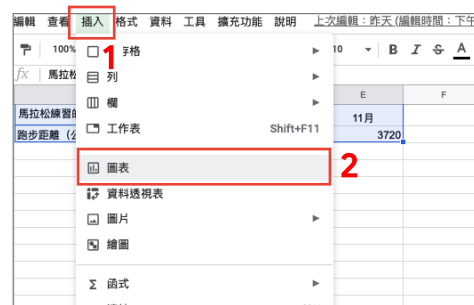 編輯 查看 插入 格式 資料 工具 擴充功能 說明 上次編輯：昨天 (編輯時間：下午
100% 存格 10 B I S A
fx 馬拉松
1 列
E F
欄
馬拉松練習 11月
工作表 Shift+F11
跑步距離（ 3720
圖表 2
資料透視表
圖片
繪圖
Σ 函式